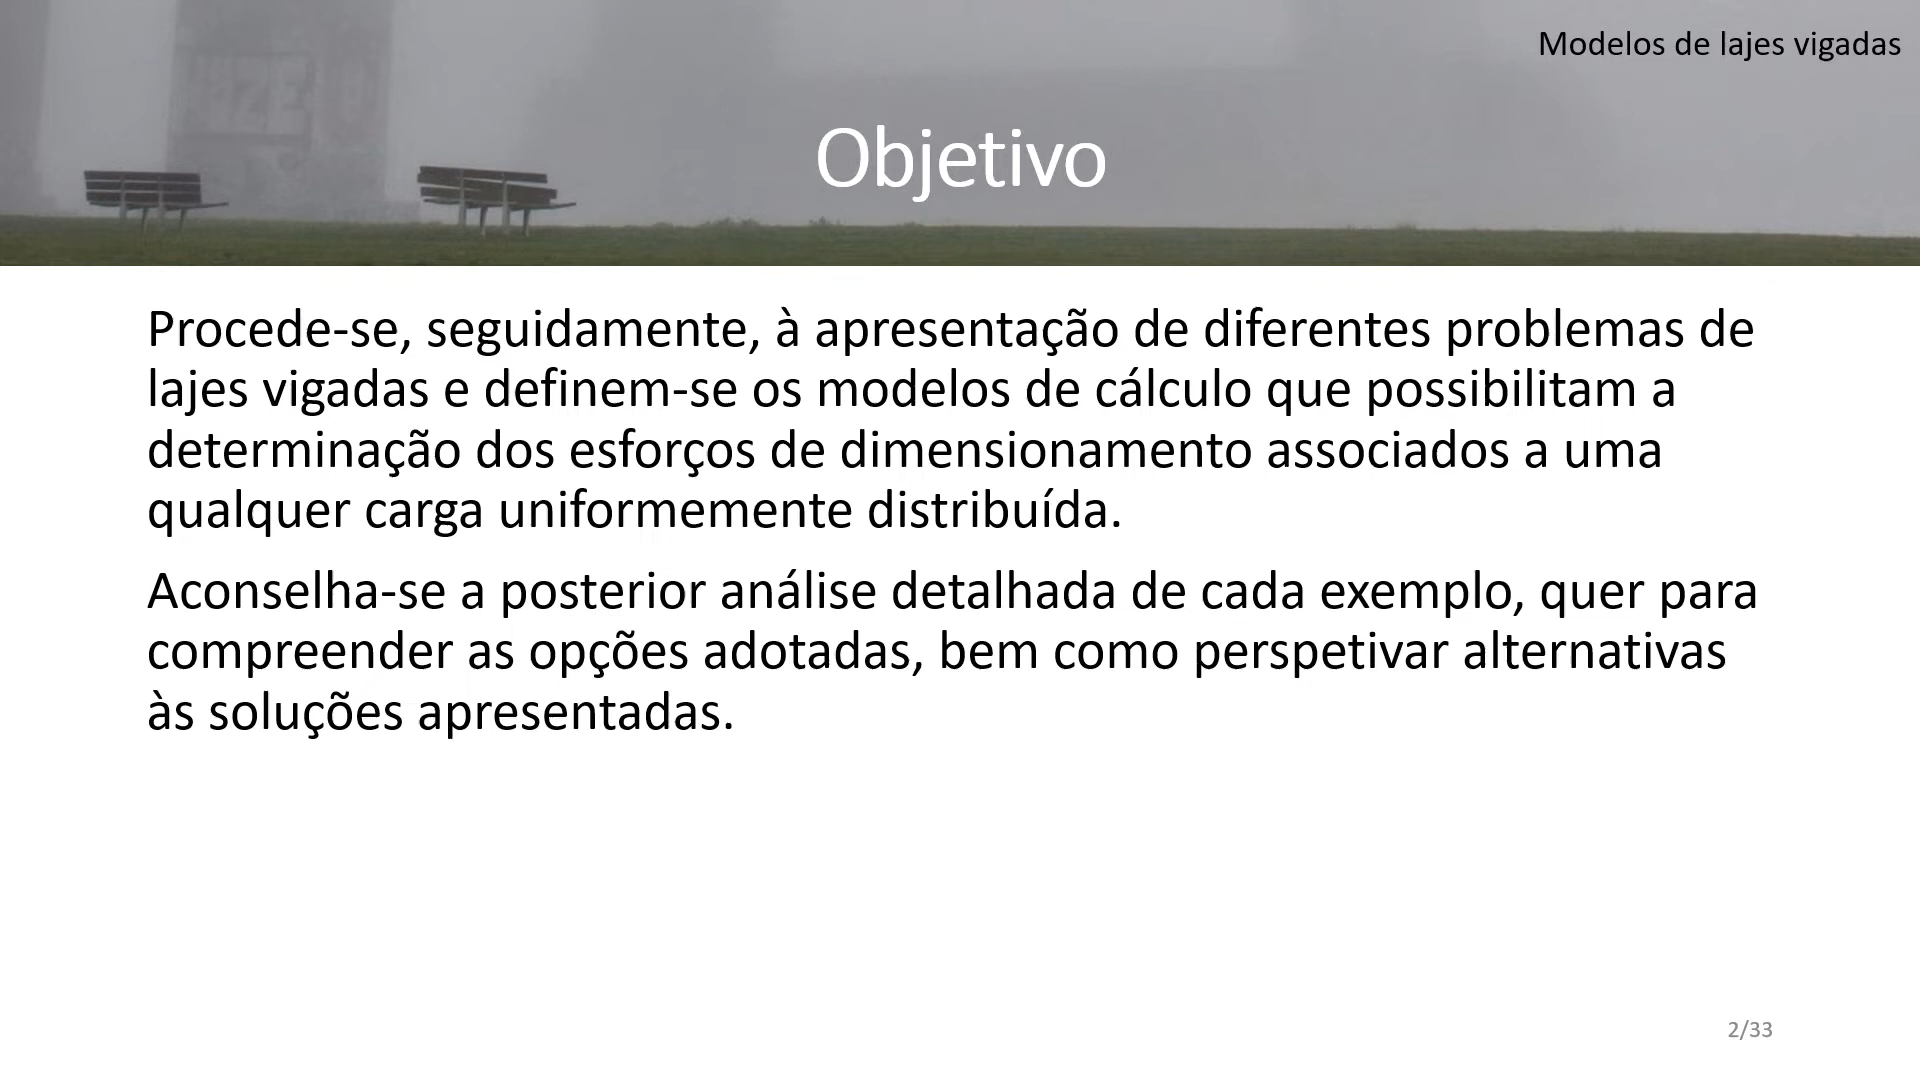 Modelos de lajes vigadas
Objetivo
Procede-se, seguidamente, à apresentação de diferentes problemas de
lajes vigadas e definem-se os modelos de cálculo que possibilitam a
determinação dos esforços de dimensionamento associados a uma
qualquer carga uniformemente distribuída.
Aconselha-se a posterior análise detalhada de cada exemplo, quer para
compreender as opções adotadas, bem como perspetivar alternativas
às soluções apresentadas.
2/33